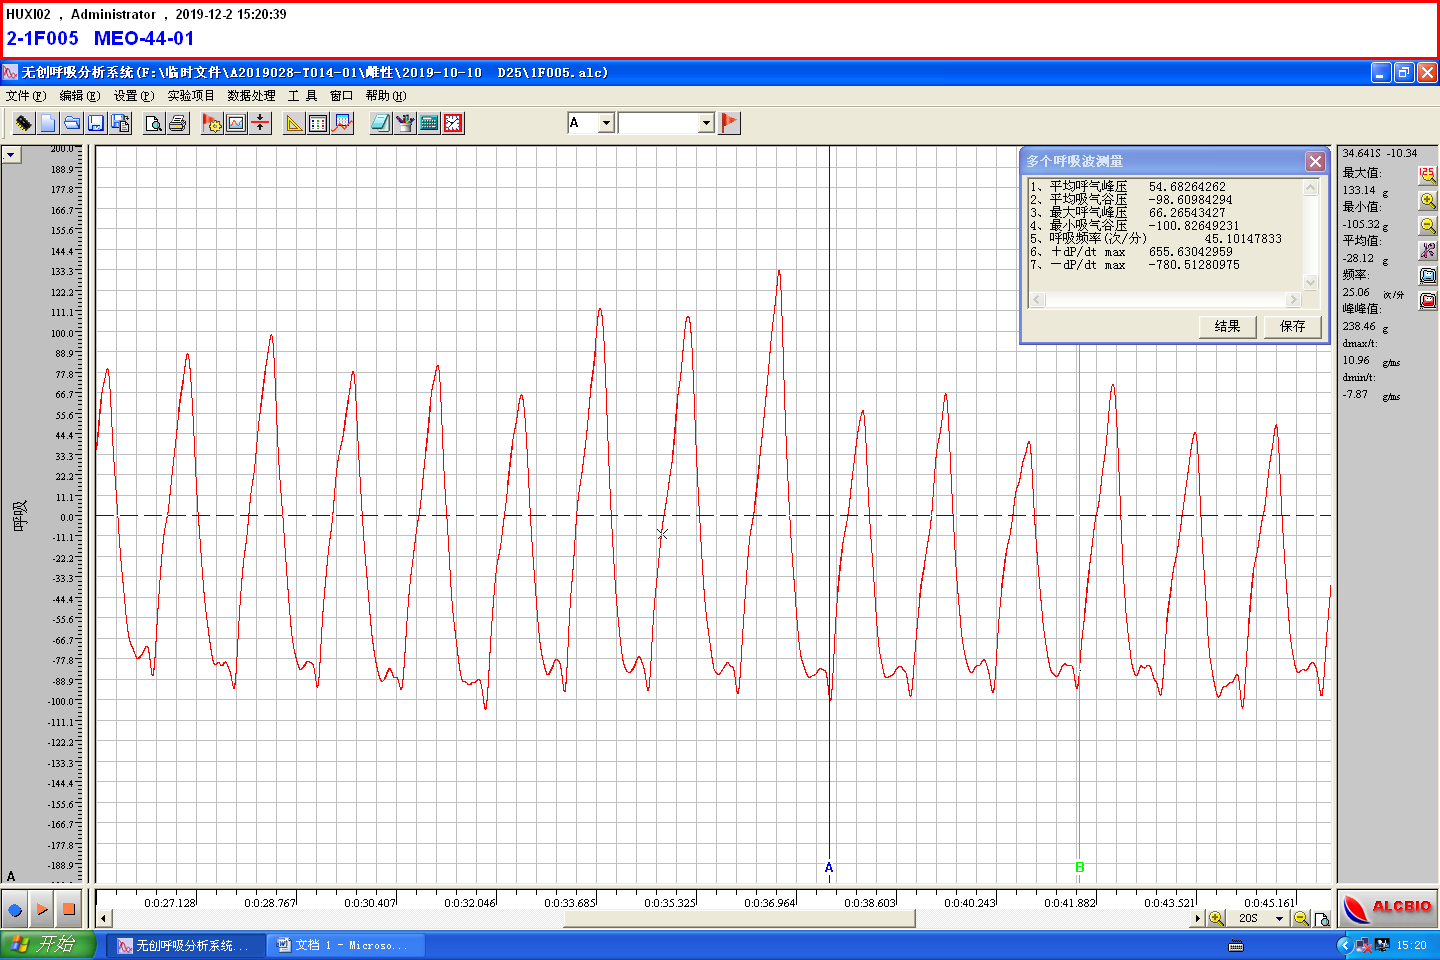 HUXI02 , Administrator , 2019-12-2 15:20:39
2-1F005 MEO-44-01
无创呼吸分析系统(F:\临时文件\A2019028-T014-01\雌性\2019-10-10 D25\1F005.alc)
文件(F) 编辑(E) 设置(P) 实验项目 数据处理 工 具 窗口 帮助(H)
A
200.0
188.9
177.8
166.7
155.6
144.4
133.3
122.2
111.1
100.0
88.9
77.8
66.7
55.6
44.4
33.3
22.2
11.1
0.0
-11.1
-22.2
-33.3
-44.4
-55.6
-66.7
-77.8
-88.9
-100.0
-111.1
-122.2
-133.3
-144.4
-155.6
-166.7
-177.8
-188.9
呼吸
A
多个呼吸波测量
1、平均呼气峰压 54.68264262
2、平均吸气谷压 -98.60984294
3、最大呼气峰压 66.26543427
4、最小吸气谷压 -100.82649231
5、呼吸频率(次/分) 45.10147833
6、＋dP/dt max 655.63042959
7、－dP/dt max -780.51280975
结果 保存
34.641S -10.34
最大值:
133.14 g
最小值:
-105.32 g
平均值:
-28.12 g
频率:
25.06 次/分
峰峰值:
238.46 g
dmax/t:
10.96 g/ms
dmin/t:
-7.87 g/ms
125
A B
0:0:27.128 0:0:28.767 0:0:30.407 0:0:32.046 0:0:33.685 0:0:35.325 0:0:36.964 0:0:38.603 0:0:40.243 0:0:41.882 0:0:43.521 0:0:45.161
20S
ALCBIO
开始 无创呼吸分析系统... 文档 1 - Microso... 15:20